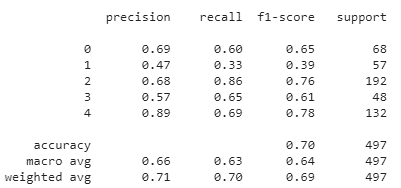 precision recall f1-score support
0 0.69 0.60 0.65 68
1 0.47 0.33 0.39 57
2 0.68 0.86 0.76 192
3 0.57 0.65 0.61 48
4 0.89 0.69 0.78 132
accuracy 0.70 497
macro avg 0.66 0.63 0.64 497
weighted avg 0.71 0.70 0.69 497